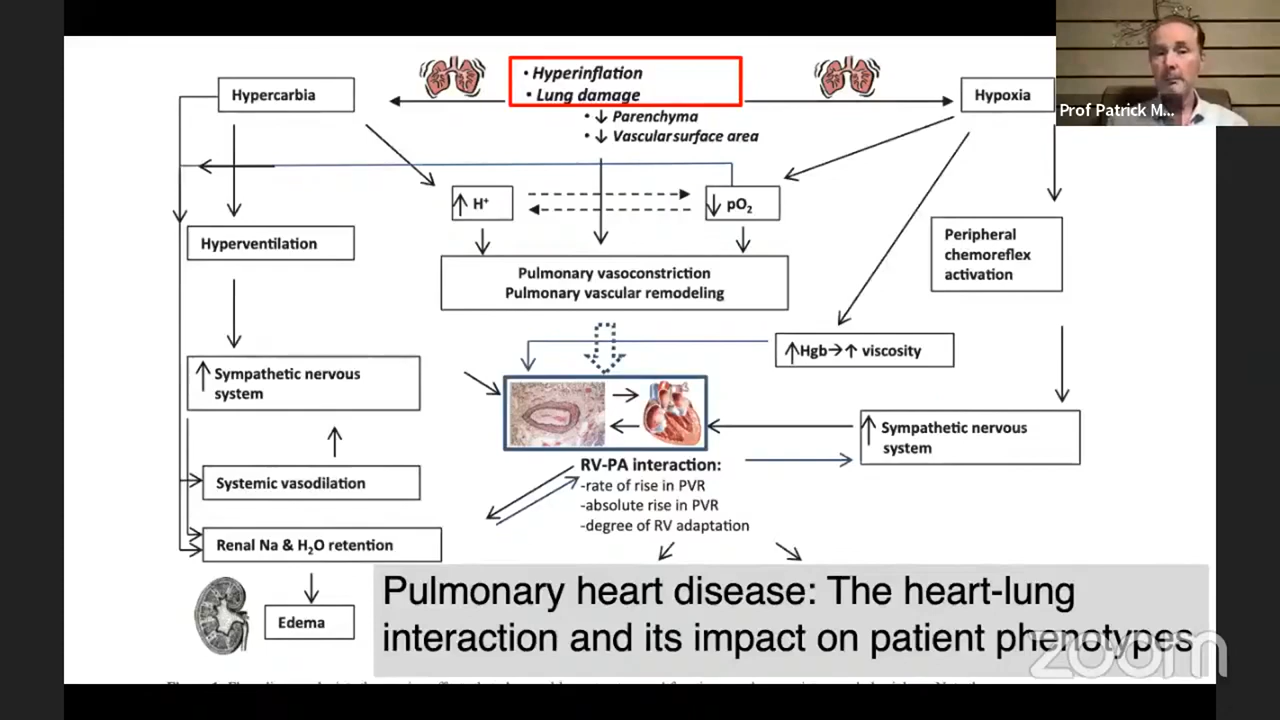 • Hyperinflation
• Lung damage
• ↓ Parenchyma
• ↓ Vascular surface area
Hypercarbia
Hypoxia
Prof Patrick M...
↑ H⁺
↓ pO₂
Hyperventilation
Peripheral
chemoreflex
activation
Pulmonary vasoconstriction
Pulmonary vascular remodeling
↑Hgb→↑ viscosity
↑ Sympathetic nervous
system
↑ Sympathetic nervous
system
RV-PA interaction:
-rate of rise in PVR
-absolute rise in PVR
-degree of RV adaptation
Systemic vasodilation
Renal Na & H₂O retention
Edema
Pulmonary heart disease: The heart-lung
interaction and its impact on patient phenotypes
zoom